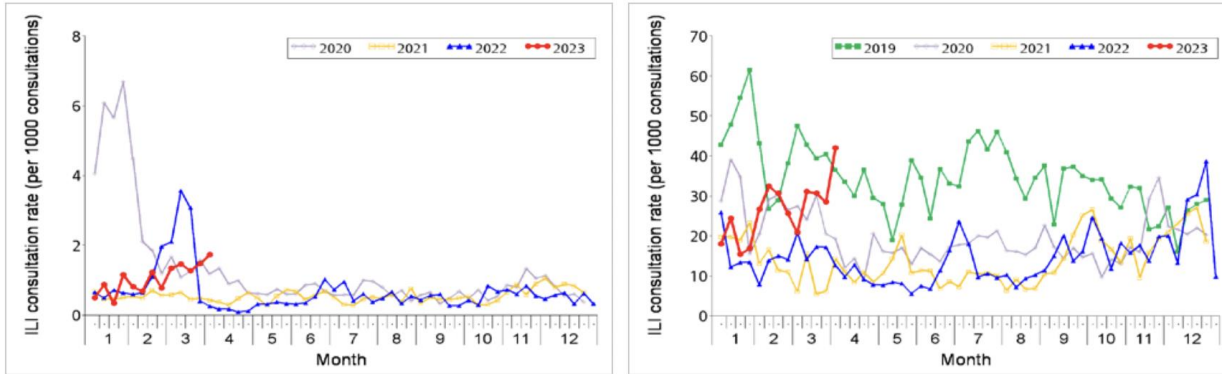 ILI consultation rate (per 1000 consultations)
8
6
4
2
0
2020 2021 2022 2023
1 2 3 4 5 6 7 8 9 10 11 12
Month
ILI consultation rate (per 1000 consultations)
70
60
50
40
30
20
10
0
2019 2020 2021 2022 2023
1 2 3 4 5 6 7 8 9 10 11 12
Month